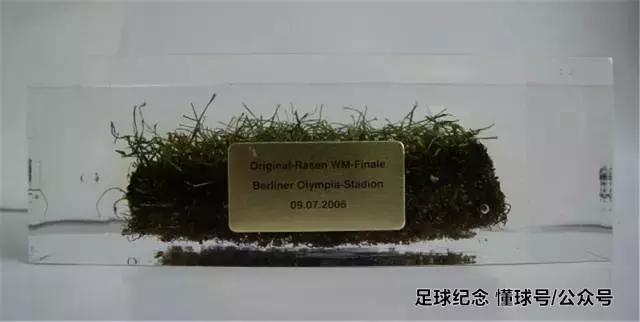 Original-Rasen WM-Finale
Berliner Olympia-Stadion
09.07.2006
足球纪念 懂球号/公众号